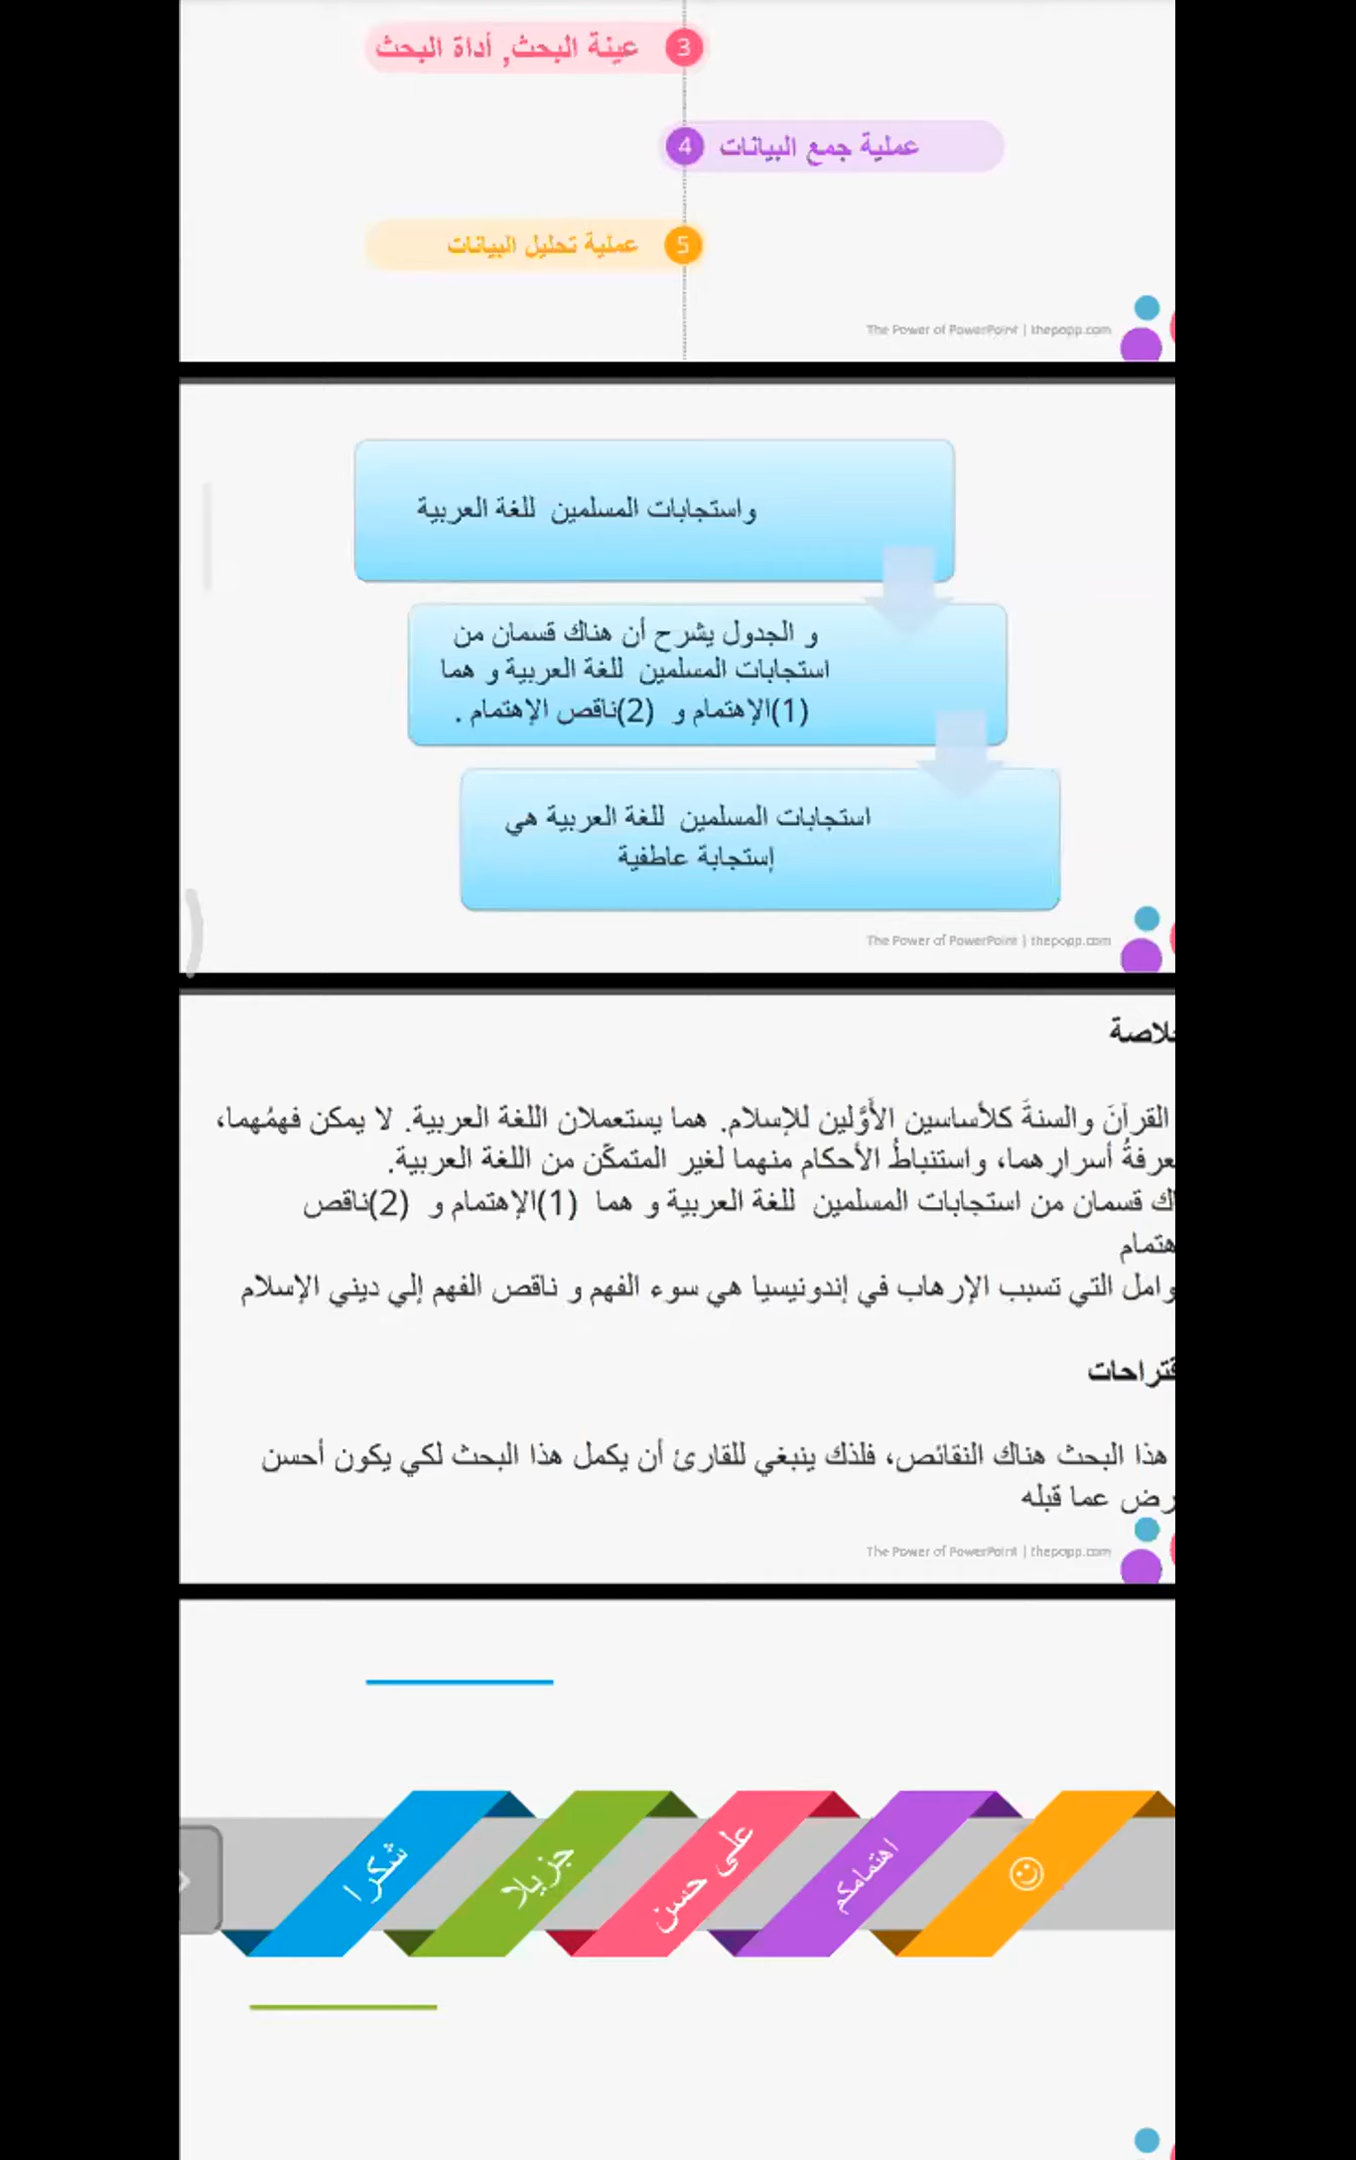 3 عينة البحث, أداة البحث
4 عملية جمع البيانات
5 عملية تحليل البيانات
The Power of PowerPoint | thepopp.com
واستجابات المسلمين للغة العربية
و الجدول يشرح أن هناك قسمان من
استجابات المسلمين للغة العربية و هما
(1)الإهتمام و (2)ناقص الإهتمام .
استجابات المسلمين للغة العربية هي
إستجابة عاطفية
The Power of PowerPoint | thepopp.com
القرآنَ والسنةَ كلأساسين الأوَّلين للإسلام. هما يستعملان اللغة العربية. لا يمكن فهمُهما،
أسرارِهما، واستنباطُ الأحكام منهما لغير المتمكّن من اللغة العربية.
قسمان من استجابات المسلمين للغة العربية و هما (1)الإهتمام و (2)ناقص
التي تسبب الإرهاب في إندونيسيا هي سوء الفهم و ناقص الفهم إلي ديني الإسلام
هذا البحث هناك النقائص، فلذك ينبغي للقارئ أن يكمل هذا البحث لكي يكون أحسن
عما قبله
The Power of PowerPoint | thepopp.com
شكرا جزيلا على حسن اهتمامكم ☺